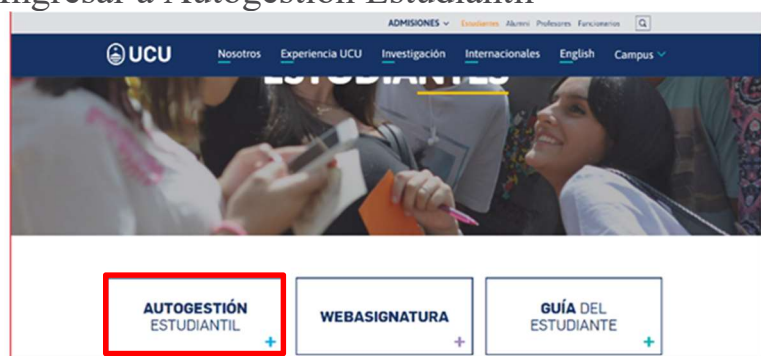 Ingresar a Autogestión Estudiantil
ADMISIONES Estudiantes Alumni Profesores Funcionarios
UCU Nosotros Experiencia UCU Investigación Internacionales English Campus
ESTUDIANTES
AUTOGESTIÓN
ESTUDIANTIL
+
WEBASIGNATURA
+
GUÍA DEL
ESTUDIANTE
+